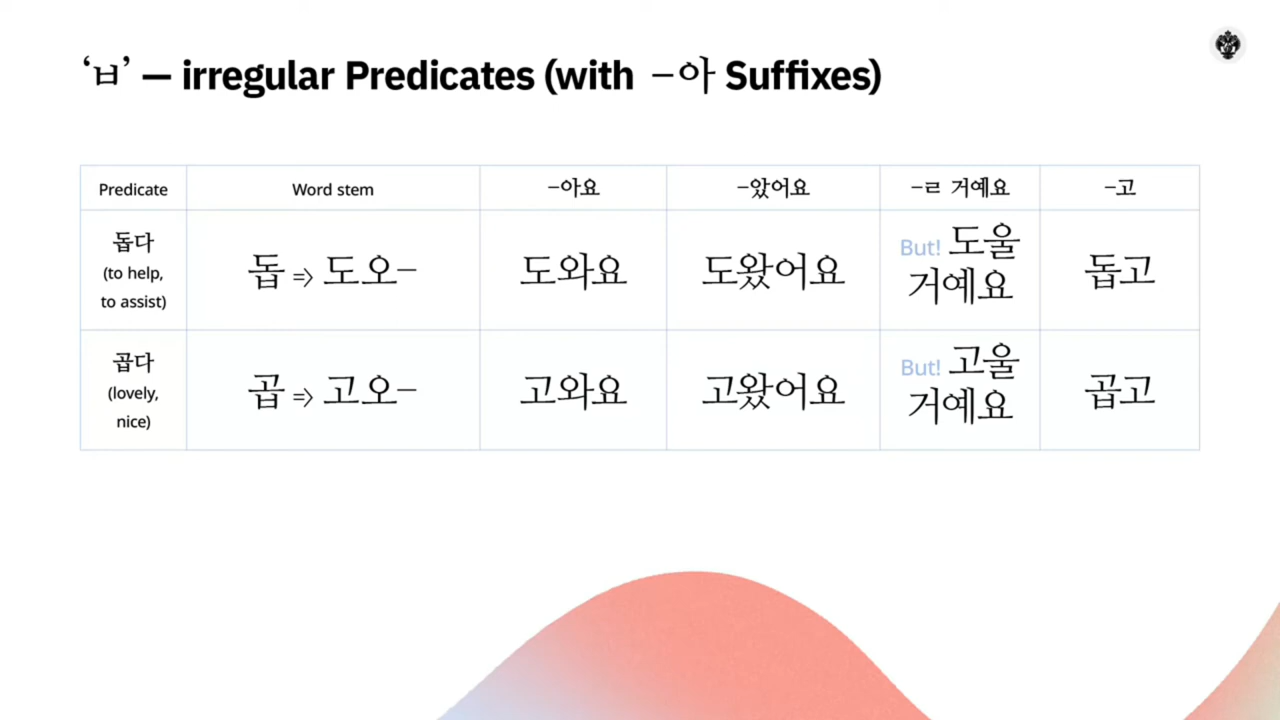 ‘ㅂ’ — irregular Predicates (with –아 Suffixes)
Predicate
Word stem
–아요
–았어요
–ㄹ 거예요
–고
돕다
(to help,
to assist)
돕 => 도오–
도와요
도왔어요
But! 도울
거예요
돕고
곱다
(lovely,
nice)
곱 => 고오–
고와요
고왔어요
But! 고울
거예요
곱고